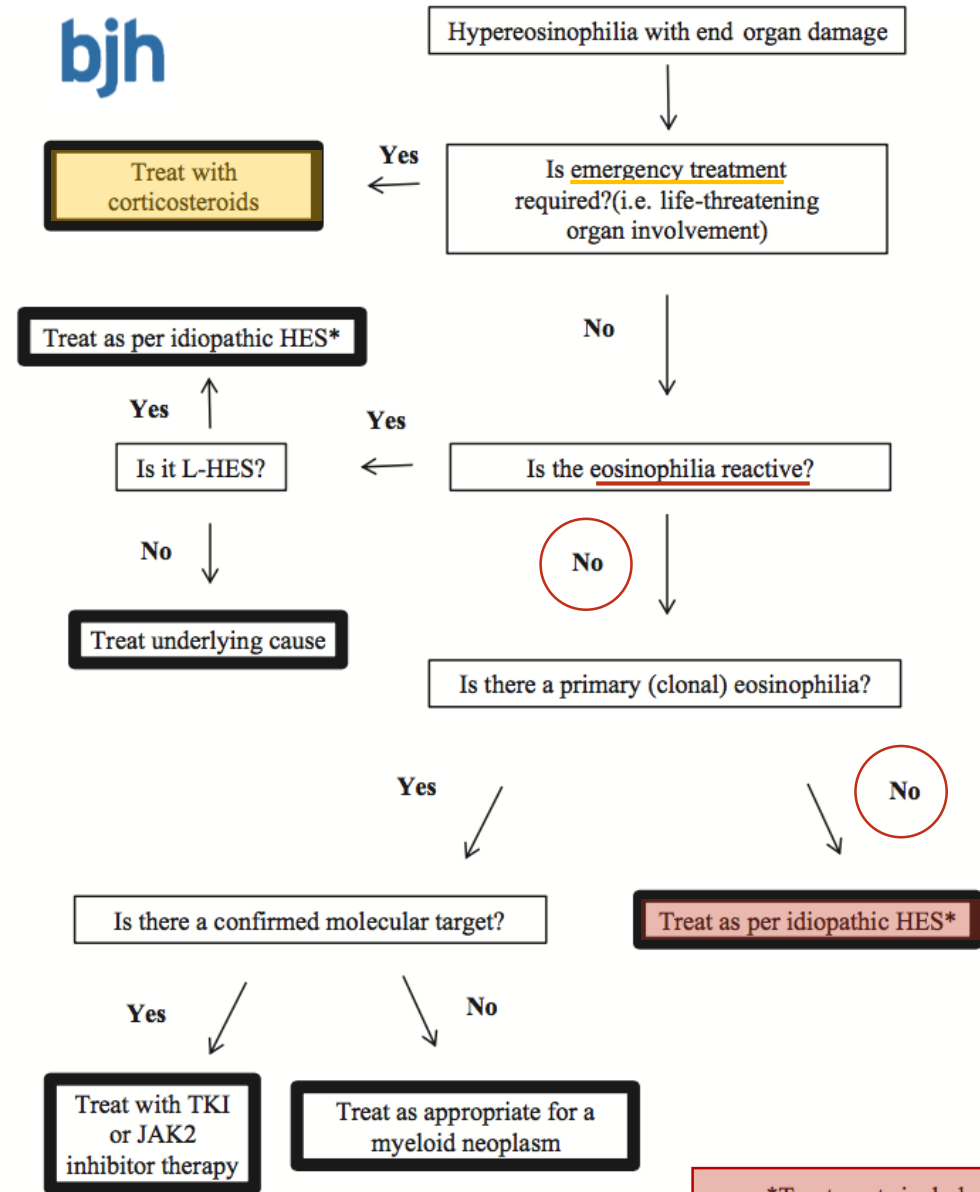 bjh
Hypereosinophilia with end organ damage
Is emergency treatment
required?(i.e. life-threatening
organ involvement)
Yes
Treat with
corticosteroids
No
Is the eosinophilia reactive?
Yes
Is it L-HES?
Yes
Treat as per idiopathic HES*
No
Treat underlying cause
No
Is there a primary (clonal) eosinophilia?
Yes
No
Is there a confirmed molecular target?
Treat as per idiopathic HES*
Yes
No
Treat with TKI
or JAK2
inhibitor therapy
Treat as appropriate for a
myeloid neoplasm